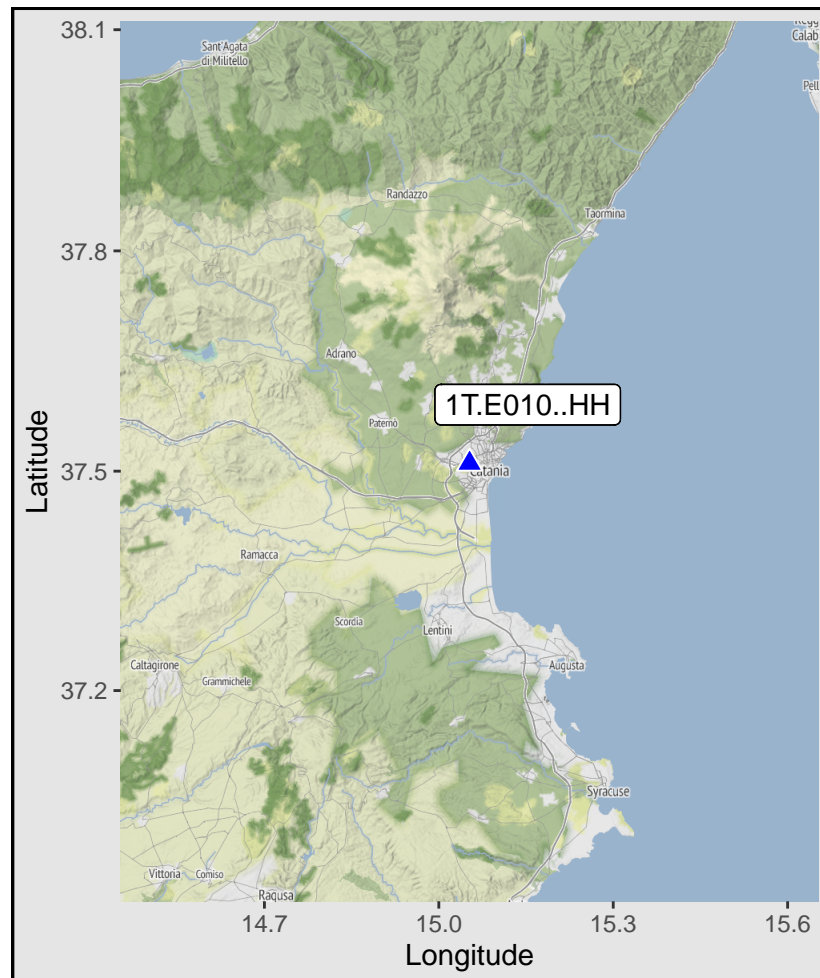 38.1
37.8
37.5
37.2
Latitude
14.7
15.0
15.3
15.6
Longitude
Sant'Agata
di Militello
Calab
Pell
Randazzo
Taormina
Adrano
1T.E010..HH
Paternò
Catania
Ramacca
Scordia
Lentini
Caltagirone
Grammichele
Augusta
Syracuse
Vittoria
Comiso
Ragusa